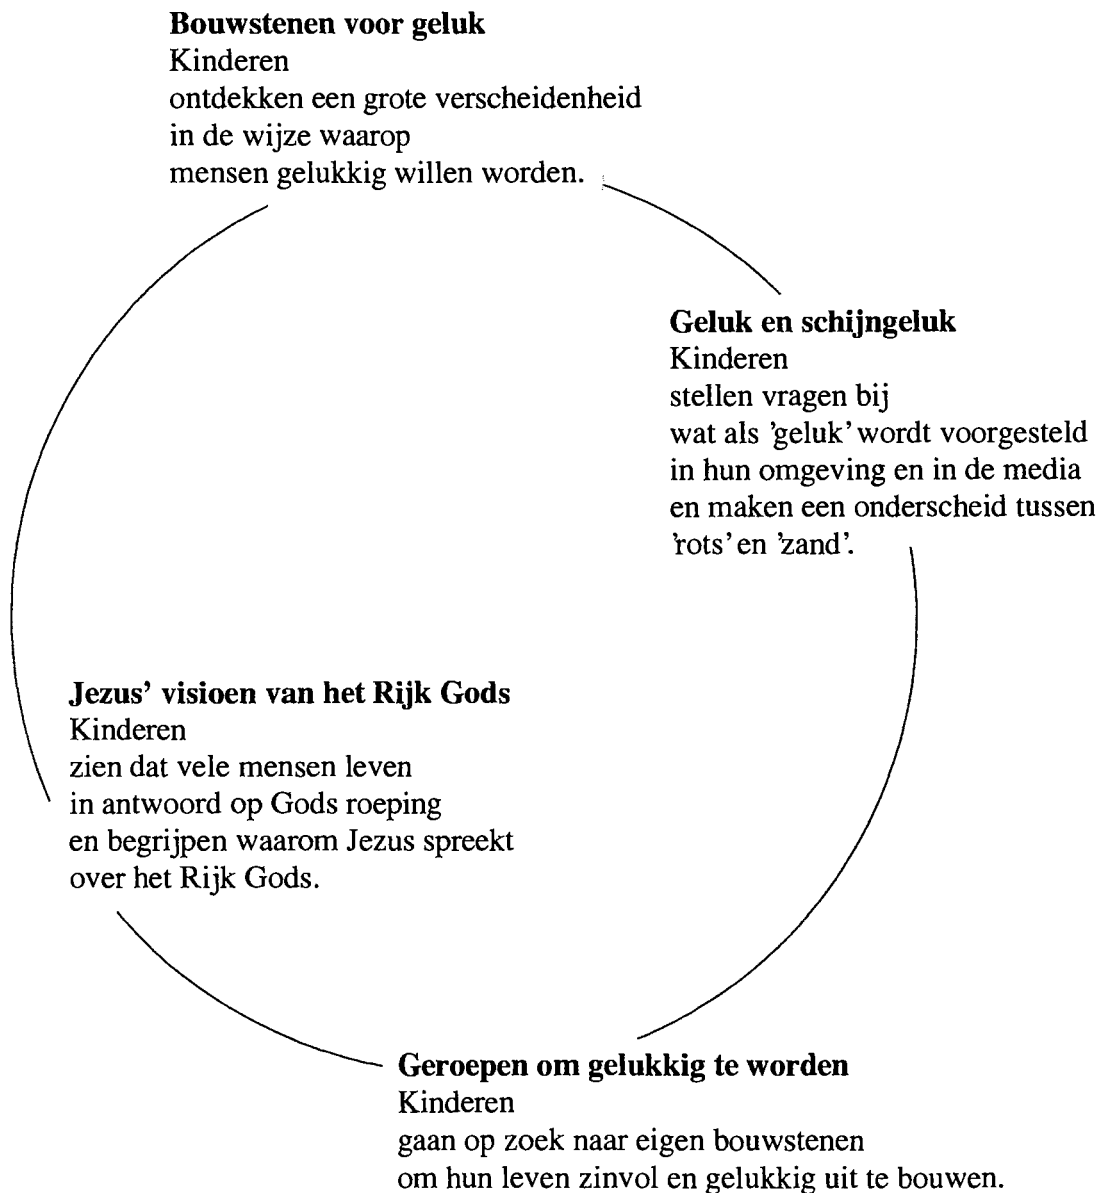 Bouwstenen voor geluk
Kinderen
ontdekken een grote verscheidenheid
in de wijze waarop
mensen gelukkig willen worden.
Geluk en schijngeluk
Kinderen
stellen vragen bij
wat als 'geluk' wordt voorgesteld
in hun omgeving en in de media
en maken een onderscheid tussen
'rots' en 'zand'.
Jezus' visioen van het Rijk Gods
Kinderen
zien dat vele mensen leven
in antwoord op Gods roeping
en begrijpen waarom Jezus spreekt
over het Rijk Gods.
Geroepen om gelukkig te worden
Kinderen
gaan op zoek naar eigen bouwstenen
om hun leven zinvol en gelukkig uit te bouwen.